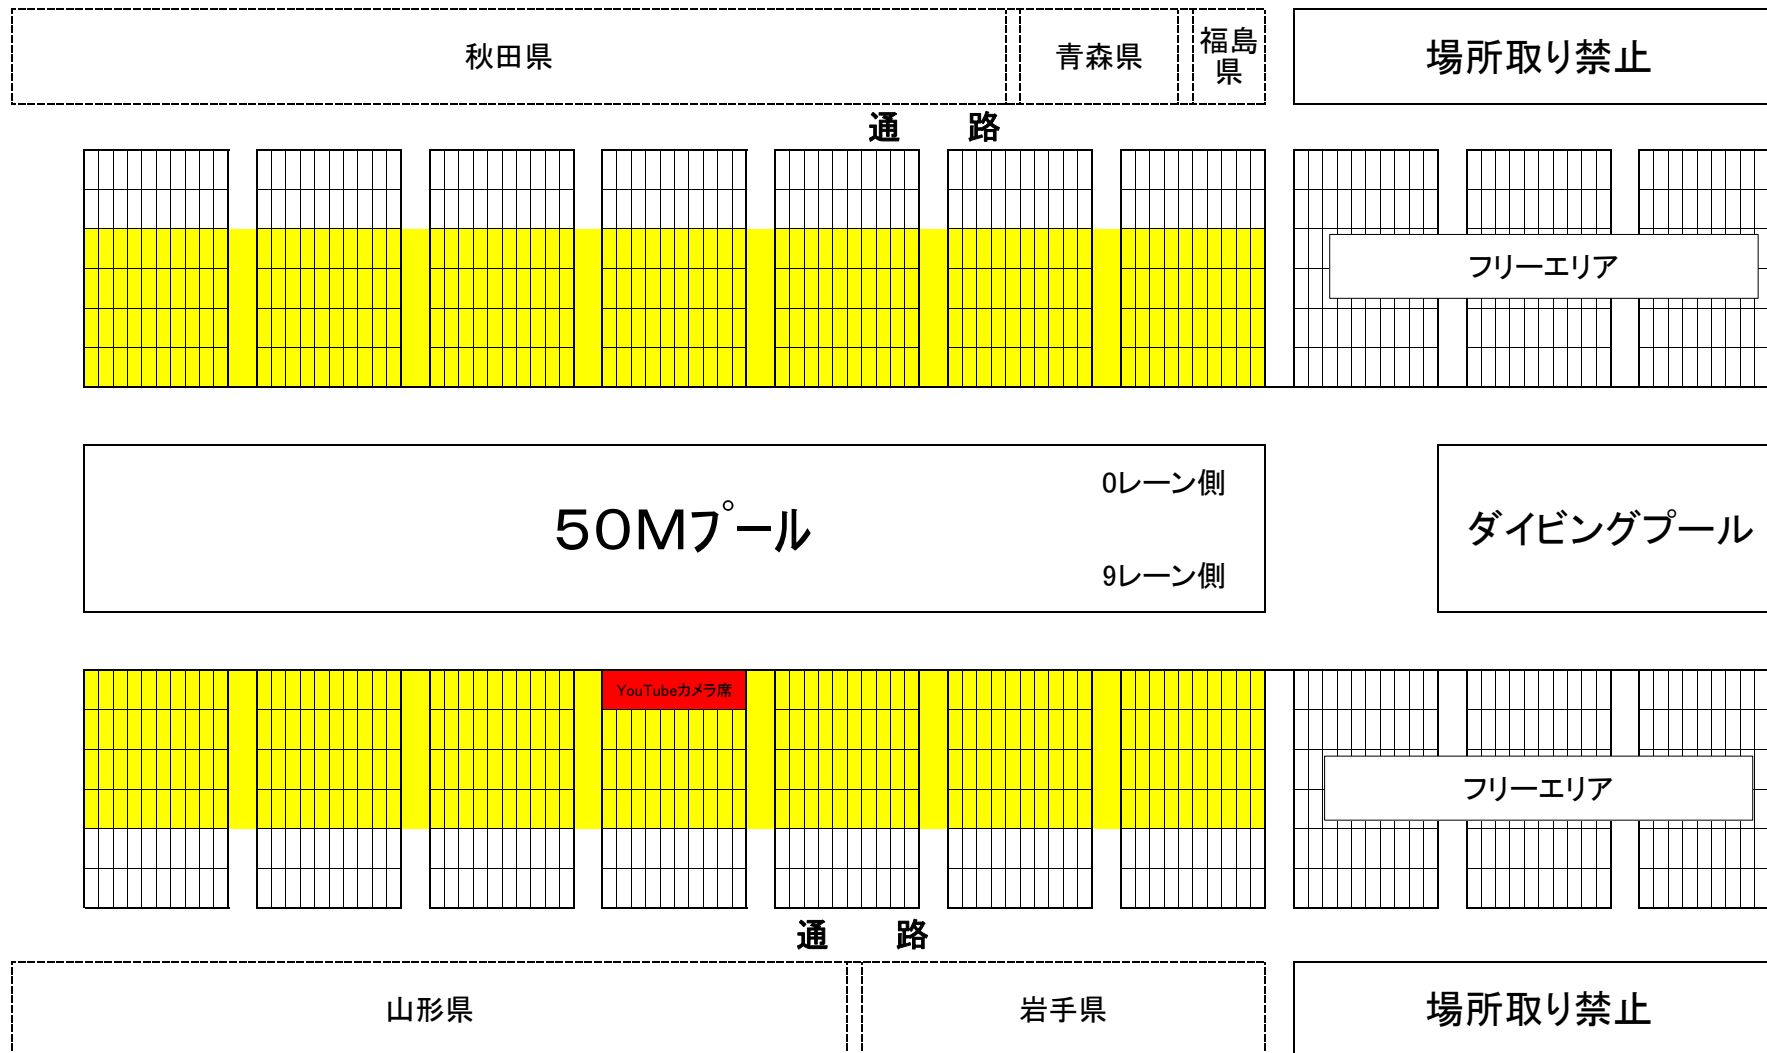 秋田県
青森県
福島
県
場所取り禁止
通　路
フリーエリア
0レーン側
50Mプール
ダイビングプール
9レーン側
YouTubeカメラ席
フリーエリア
通　路
山形県
岩手県
場所取り禁止